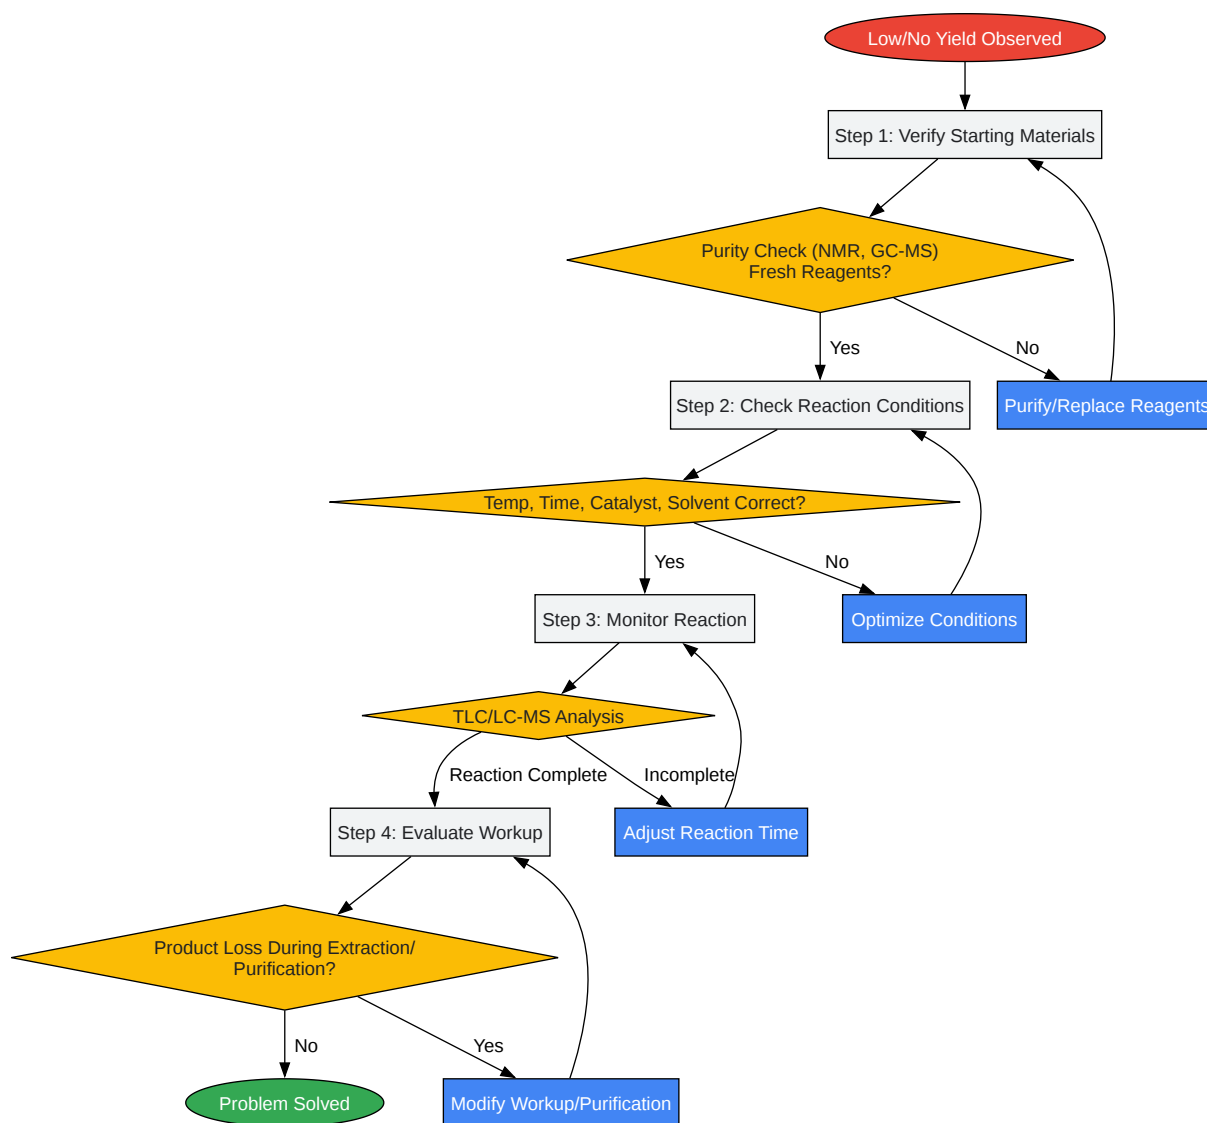 Low/No Yield Observed
Step 1: Verify Starting Materials
Purity Check (NMR, GC-MS)
Fresh Reagents?
Yes
No
Step 2: Check Reaction Conditions
Purify/Replace Reagents
Temp, Time, Catalyst, Solvent Correct?
Yes
No
Step 3: Monitor Reaction
Optimize Conditions
TLC/LC-MS Analysis
Reaction Complete
Incomplete
Step 4: Evaluate Workup
Adjust Reaction Time
Product Loss During Extraction/
Purification?
No
Yes
Problem Solved
Modify Workup/Purification